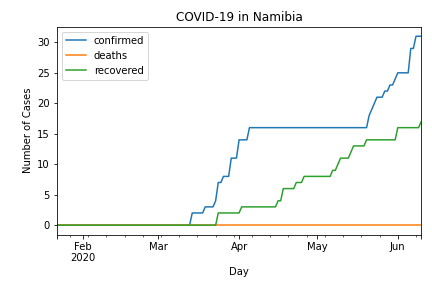 COVID-19 in Namibia
confirmed
deaths
recovered
Number of Cases
30
25
20
15
10
5
0
Feb
2020
Mar
Apr
May
Jun
Day